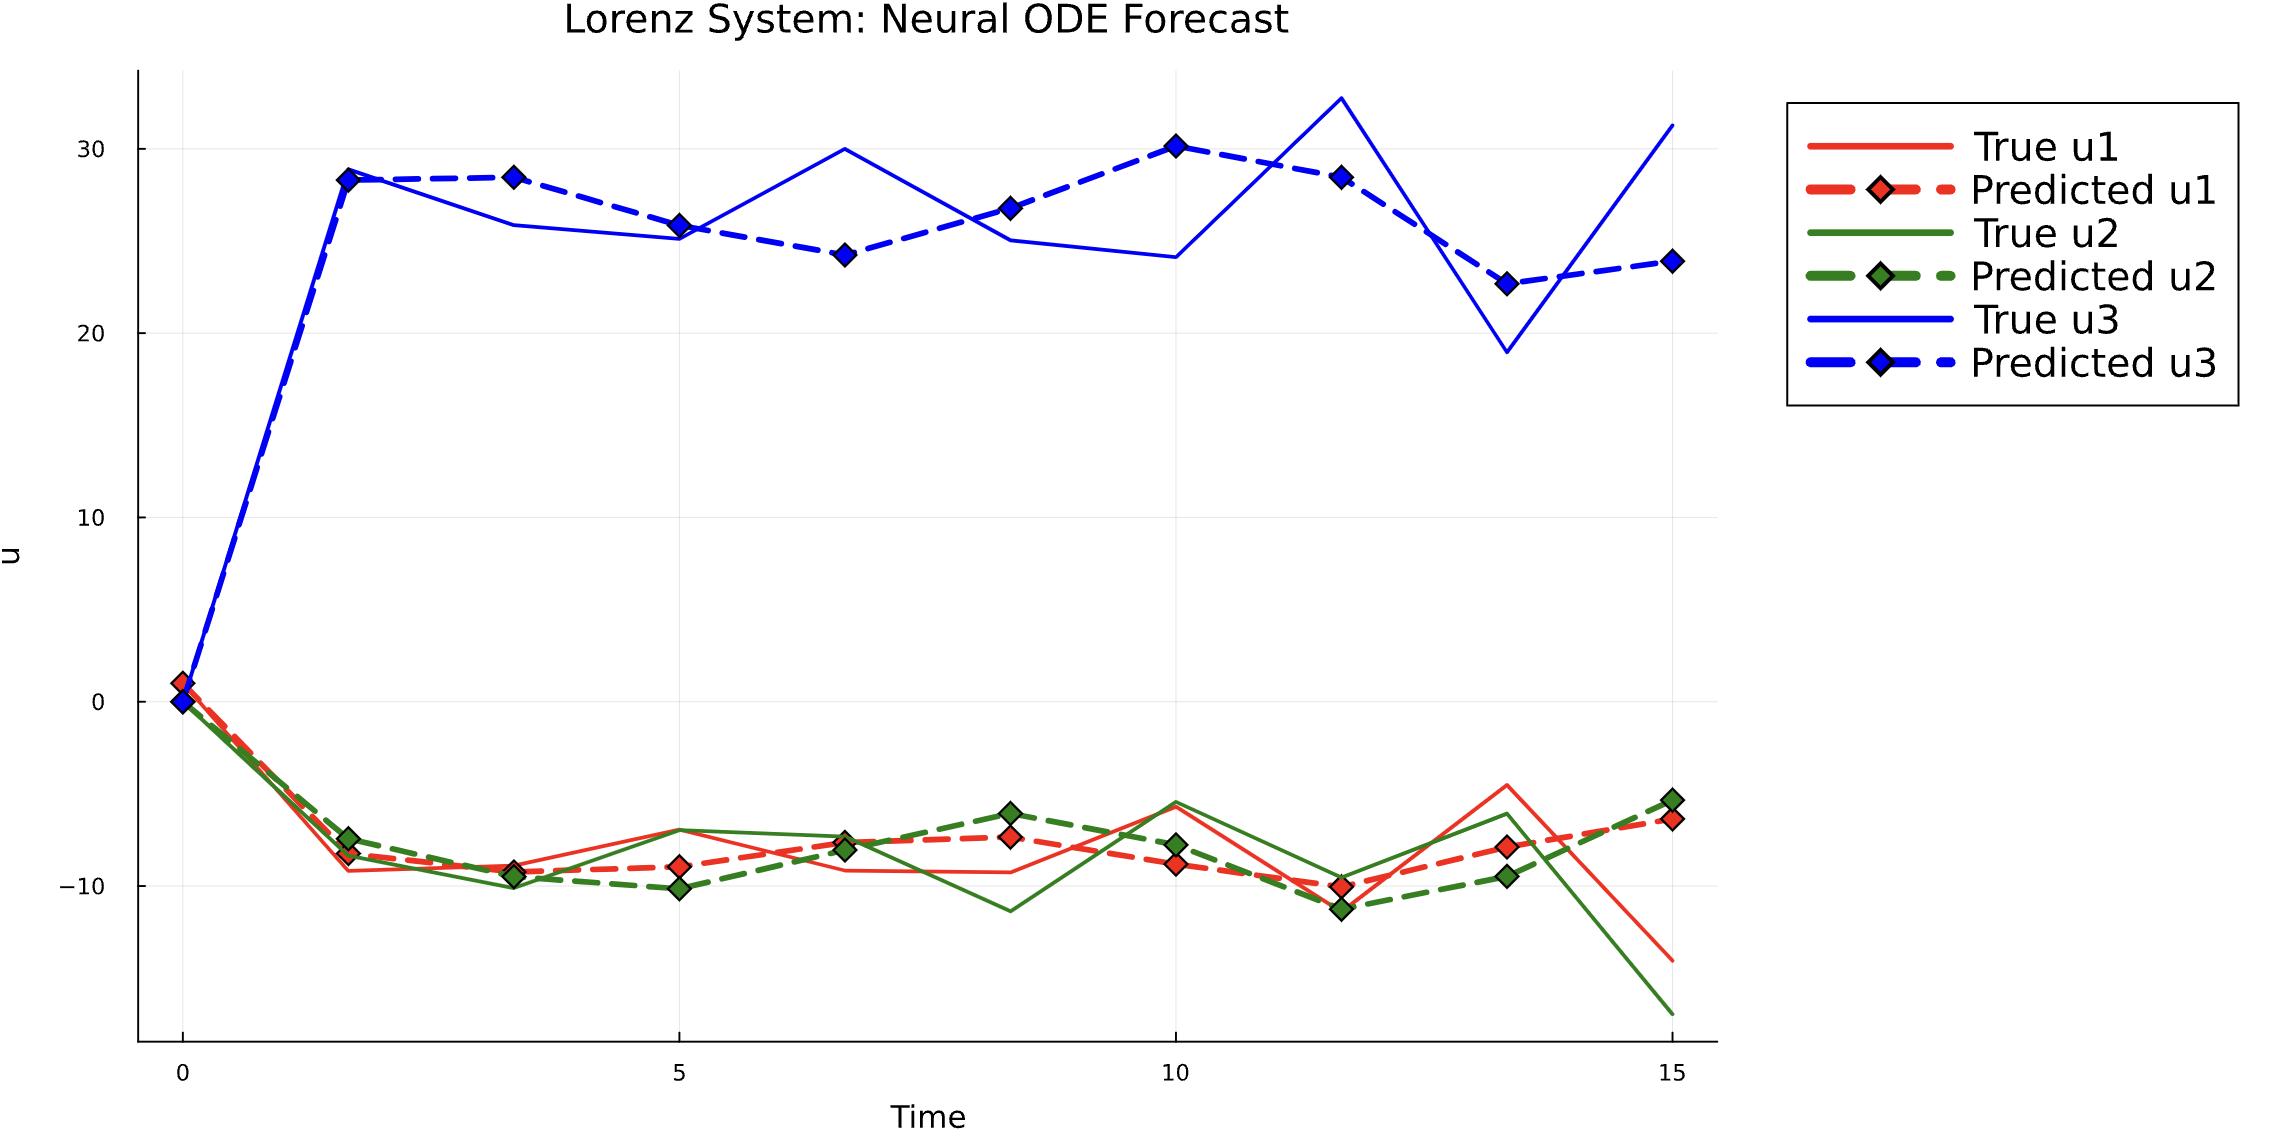 Lorenz System: Neural ODE Forecast
30
20
10
0
−10
u
0 5 10 15
Time
True u1
Predicted u1
True u2
Predicted u2
True u3
Predicted u3